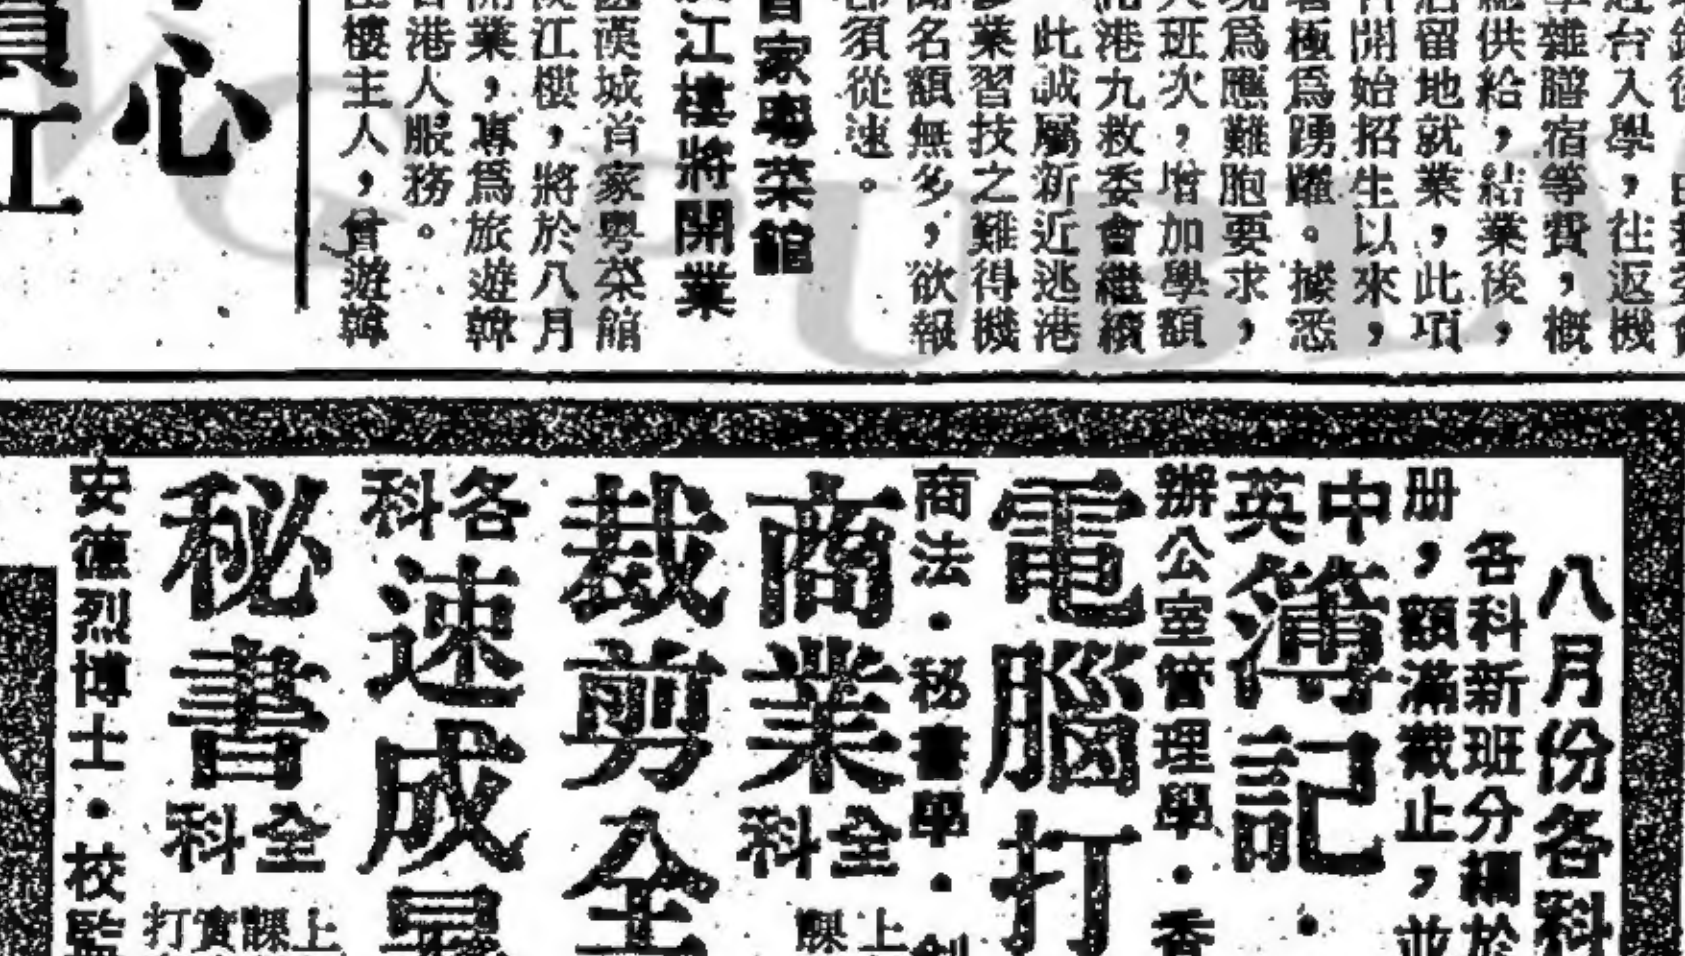 台入學，往返機
學雜膳宿等費，概
供給，結業後，
留地就業，此項
開始招生以來，
極為踴躍。據悉
為應難胞要求，
班次，增加學額
港九救委會繼續
此誠屬新近逃港
業習技之難得機
名額無多，欲報
須從速。
首家粵菜館
江樓將開業
漢城首家粵菜館
漢江樓，將於八月
開業，專為旅遊韓
香港人服務。
樓主人，曾遊韓
心
江
八月份各科
各科新班分欄於
册，額滿截止，並
中英簿記．
辦公室管理學．香
電腦打
商法．秘書學．
商業全科
上課
裁剪全
各科速成
秘書全科
上課實打
安德烈博士．校監